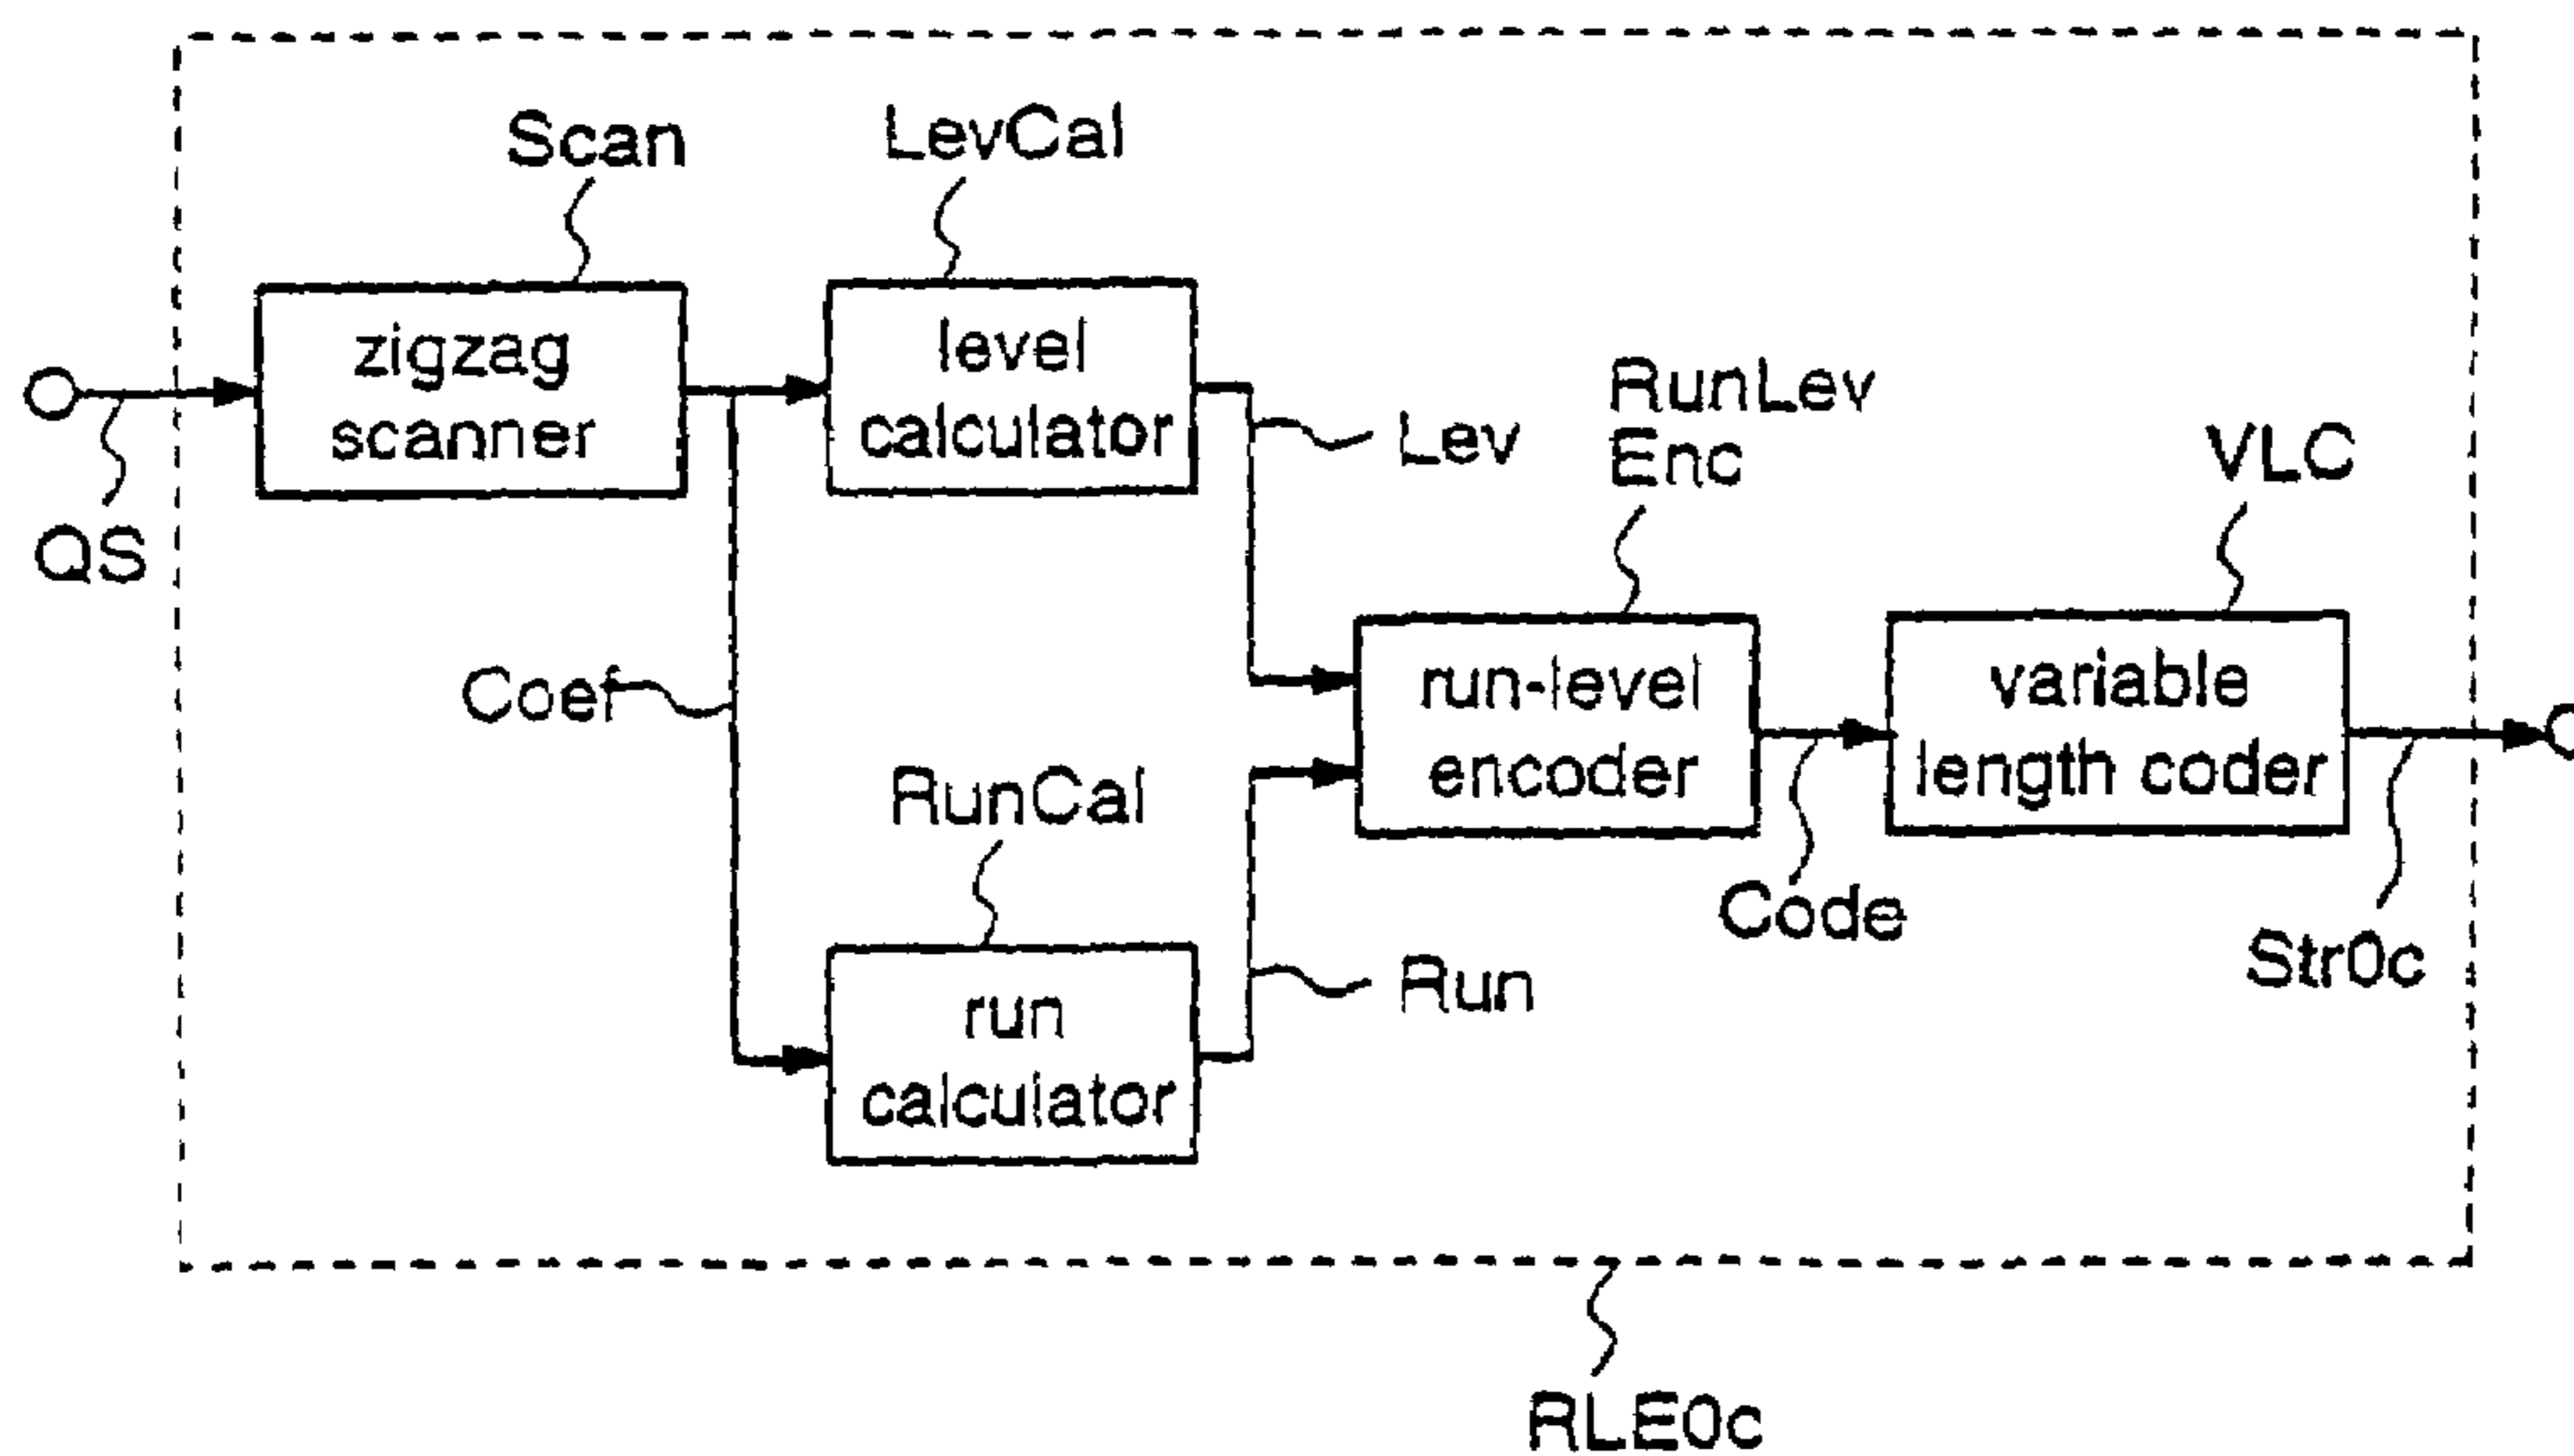 Scan
LevCal
zigzag
scanner
level
calculator
QS
Lev
RunLev
Enc
VLC
Coef
run-level
encoder
variable
length coder
RunCal
Code
Run
Str0c
run
calculator
RLE0c